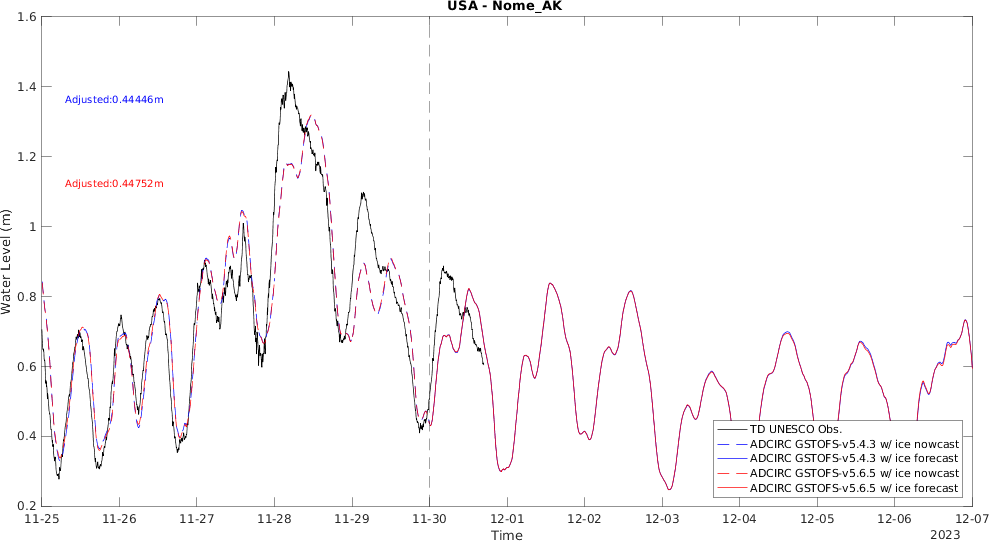 USA - Nome_AK
1.6
1.4
1.2
1
0.8
0.6
0.4
0.2
Water Level (m)
Adjusted:0.44446m
Adjusted:0.44752m
TD UNESCO Obs.
ADCIRC GSTOFS-v5.4.3 w/ ice nowcast
ADCIRC GSTOFS-v5.4.3 w/ ice forecast
ADCIRC GSTOFS-v5.6.5 w/ ice nowcast
ADCIRC GSTOFS-v5.6.5 w/ ice forecast
11-25 11-26 11-27 11-28 11-29 11-30 12-01 12-02 12-03 12-04 12-05 12-06 12-07
Time
2023